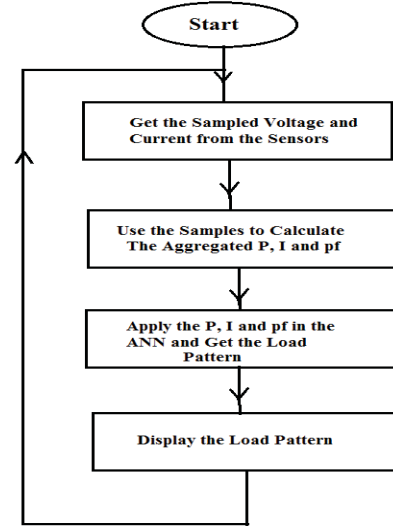 Start
Get the Sampled Voltage and
Current from the Sensors
Use the Samples to Calculate
The Aggregated P, I and pf
Apply the P, I and pf in the
ANN and Get the Load
Pattern
Display the Load Pattern